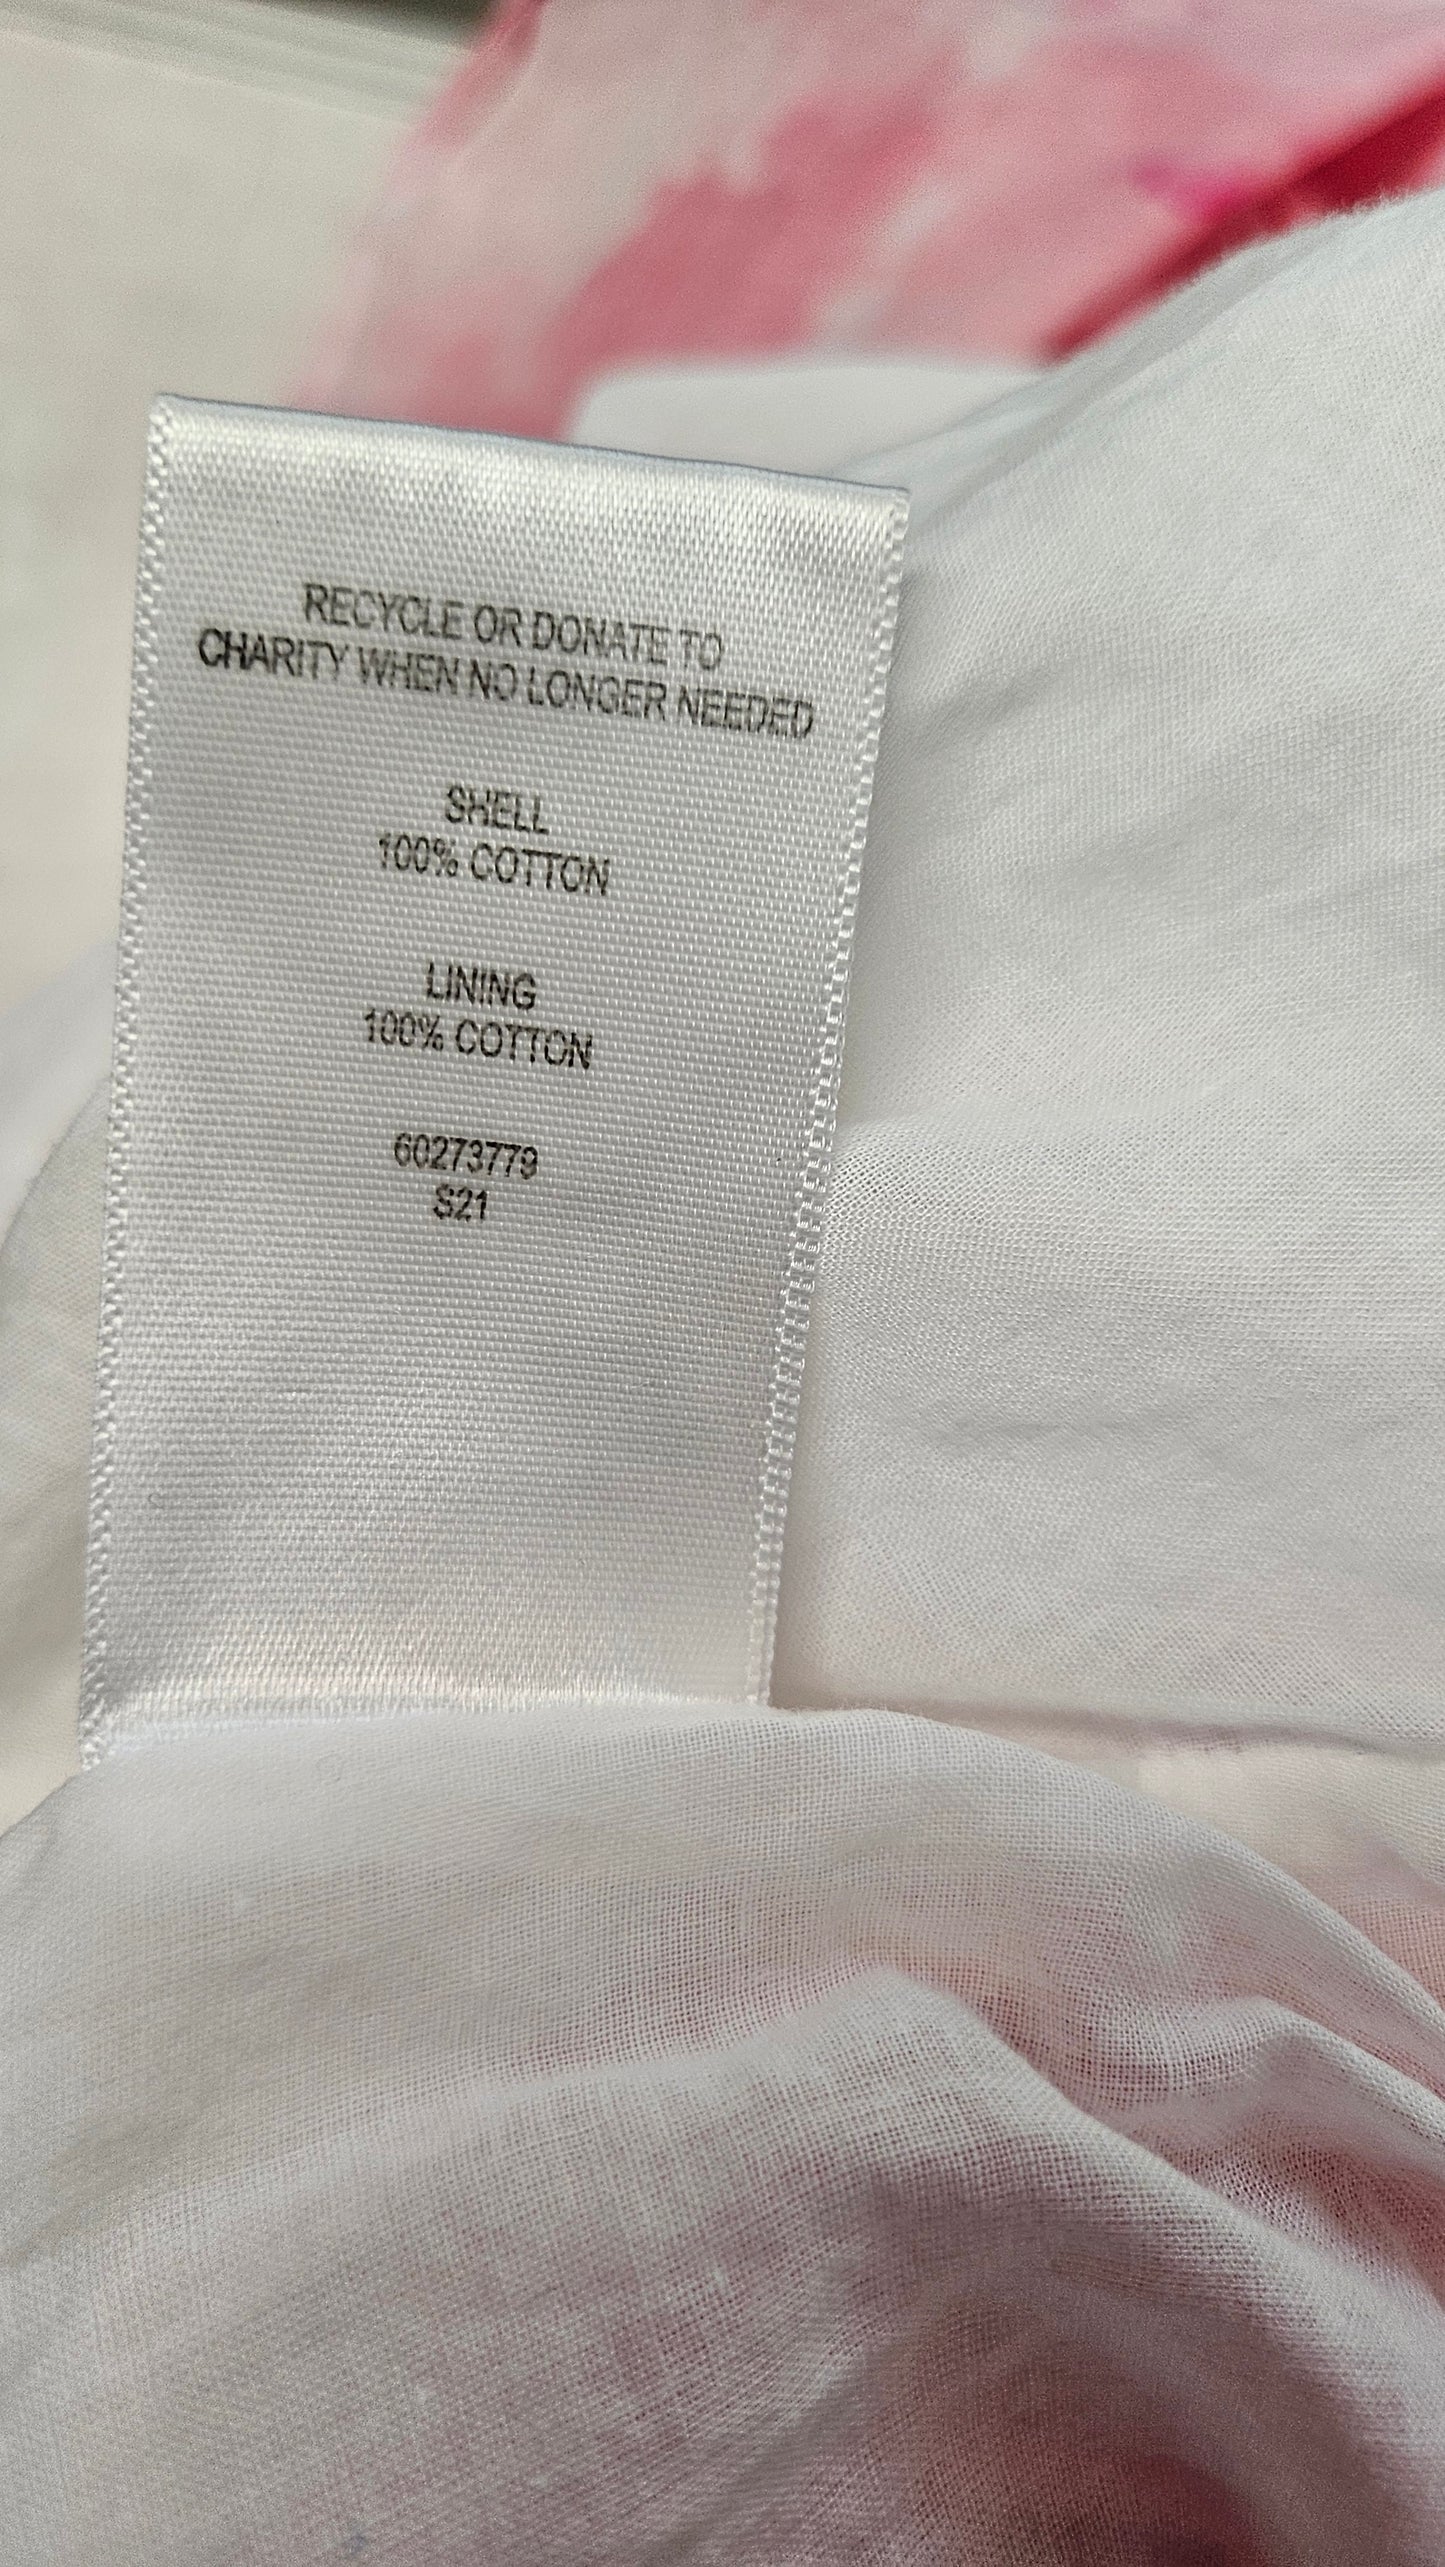 RECYCLE OR DONATE TO
CHARITY WHEN NO LONGER NEEDED
SHELL
100% COTTON
LINING
100% COTTON
60273779
S21